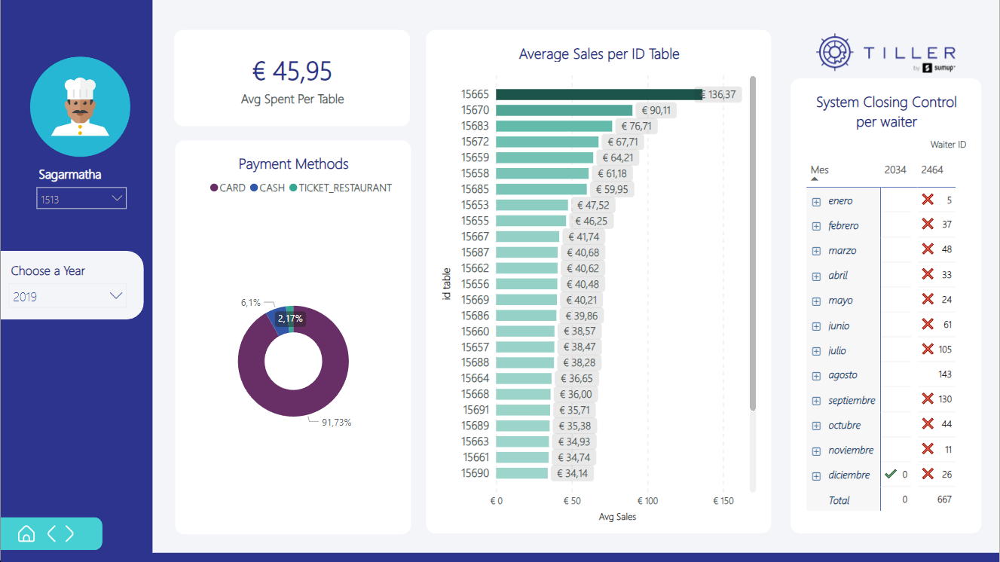 Sagarmatha
1513
Choose a Year
2019
€ 45,95
Avg Spent Per Table
Payment Methods
CARD CASH TICKET_RESTAURANT
6,1%
2,17%
91,73%
Average Sales per ID Table
id table
15665 € 136,37
15670 € 90,11
15683 € 76,71
15672 € 67,71
15659 € 64,21
15658 € 61,18
15685 € 59,95
15653 € 47,52
15655 € 46,25
15667 € 41,74
15687 € 40,68
15662 € 40,62
15656 € 40,48
15669 € 40,21
15686 € 39,86
15660 € 38,57
15657 € 38,47
15688 € 38,28
15664 € 36,65
15668 € 36,00
15691 € 35,71
15689 € 35,38
15663 € 34,93
15661 € 34,74
15690 € 34,14
€ 0 € 50 € 100 € 150
Avg Sales
TILLER
by sumup
System Closing Control
per waiter
Waiter ID
Mes 2034 2464
enero 5
febrero 37
marzo 48
abril 33
mayo 24
junio 61
julio 105
agosto 143
septiembre 130
octubre 44
noviembre 11
diciembre 0 26
Total 0 667